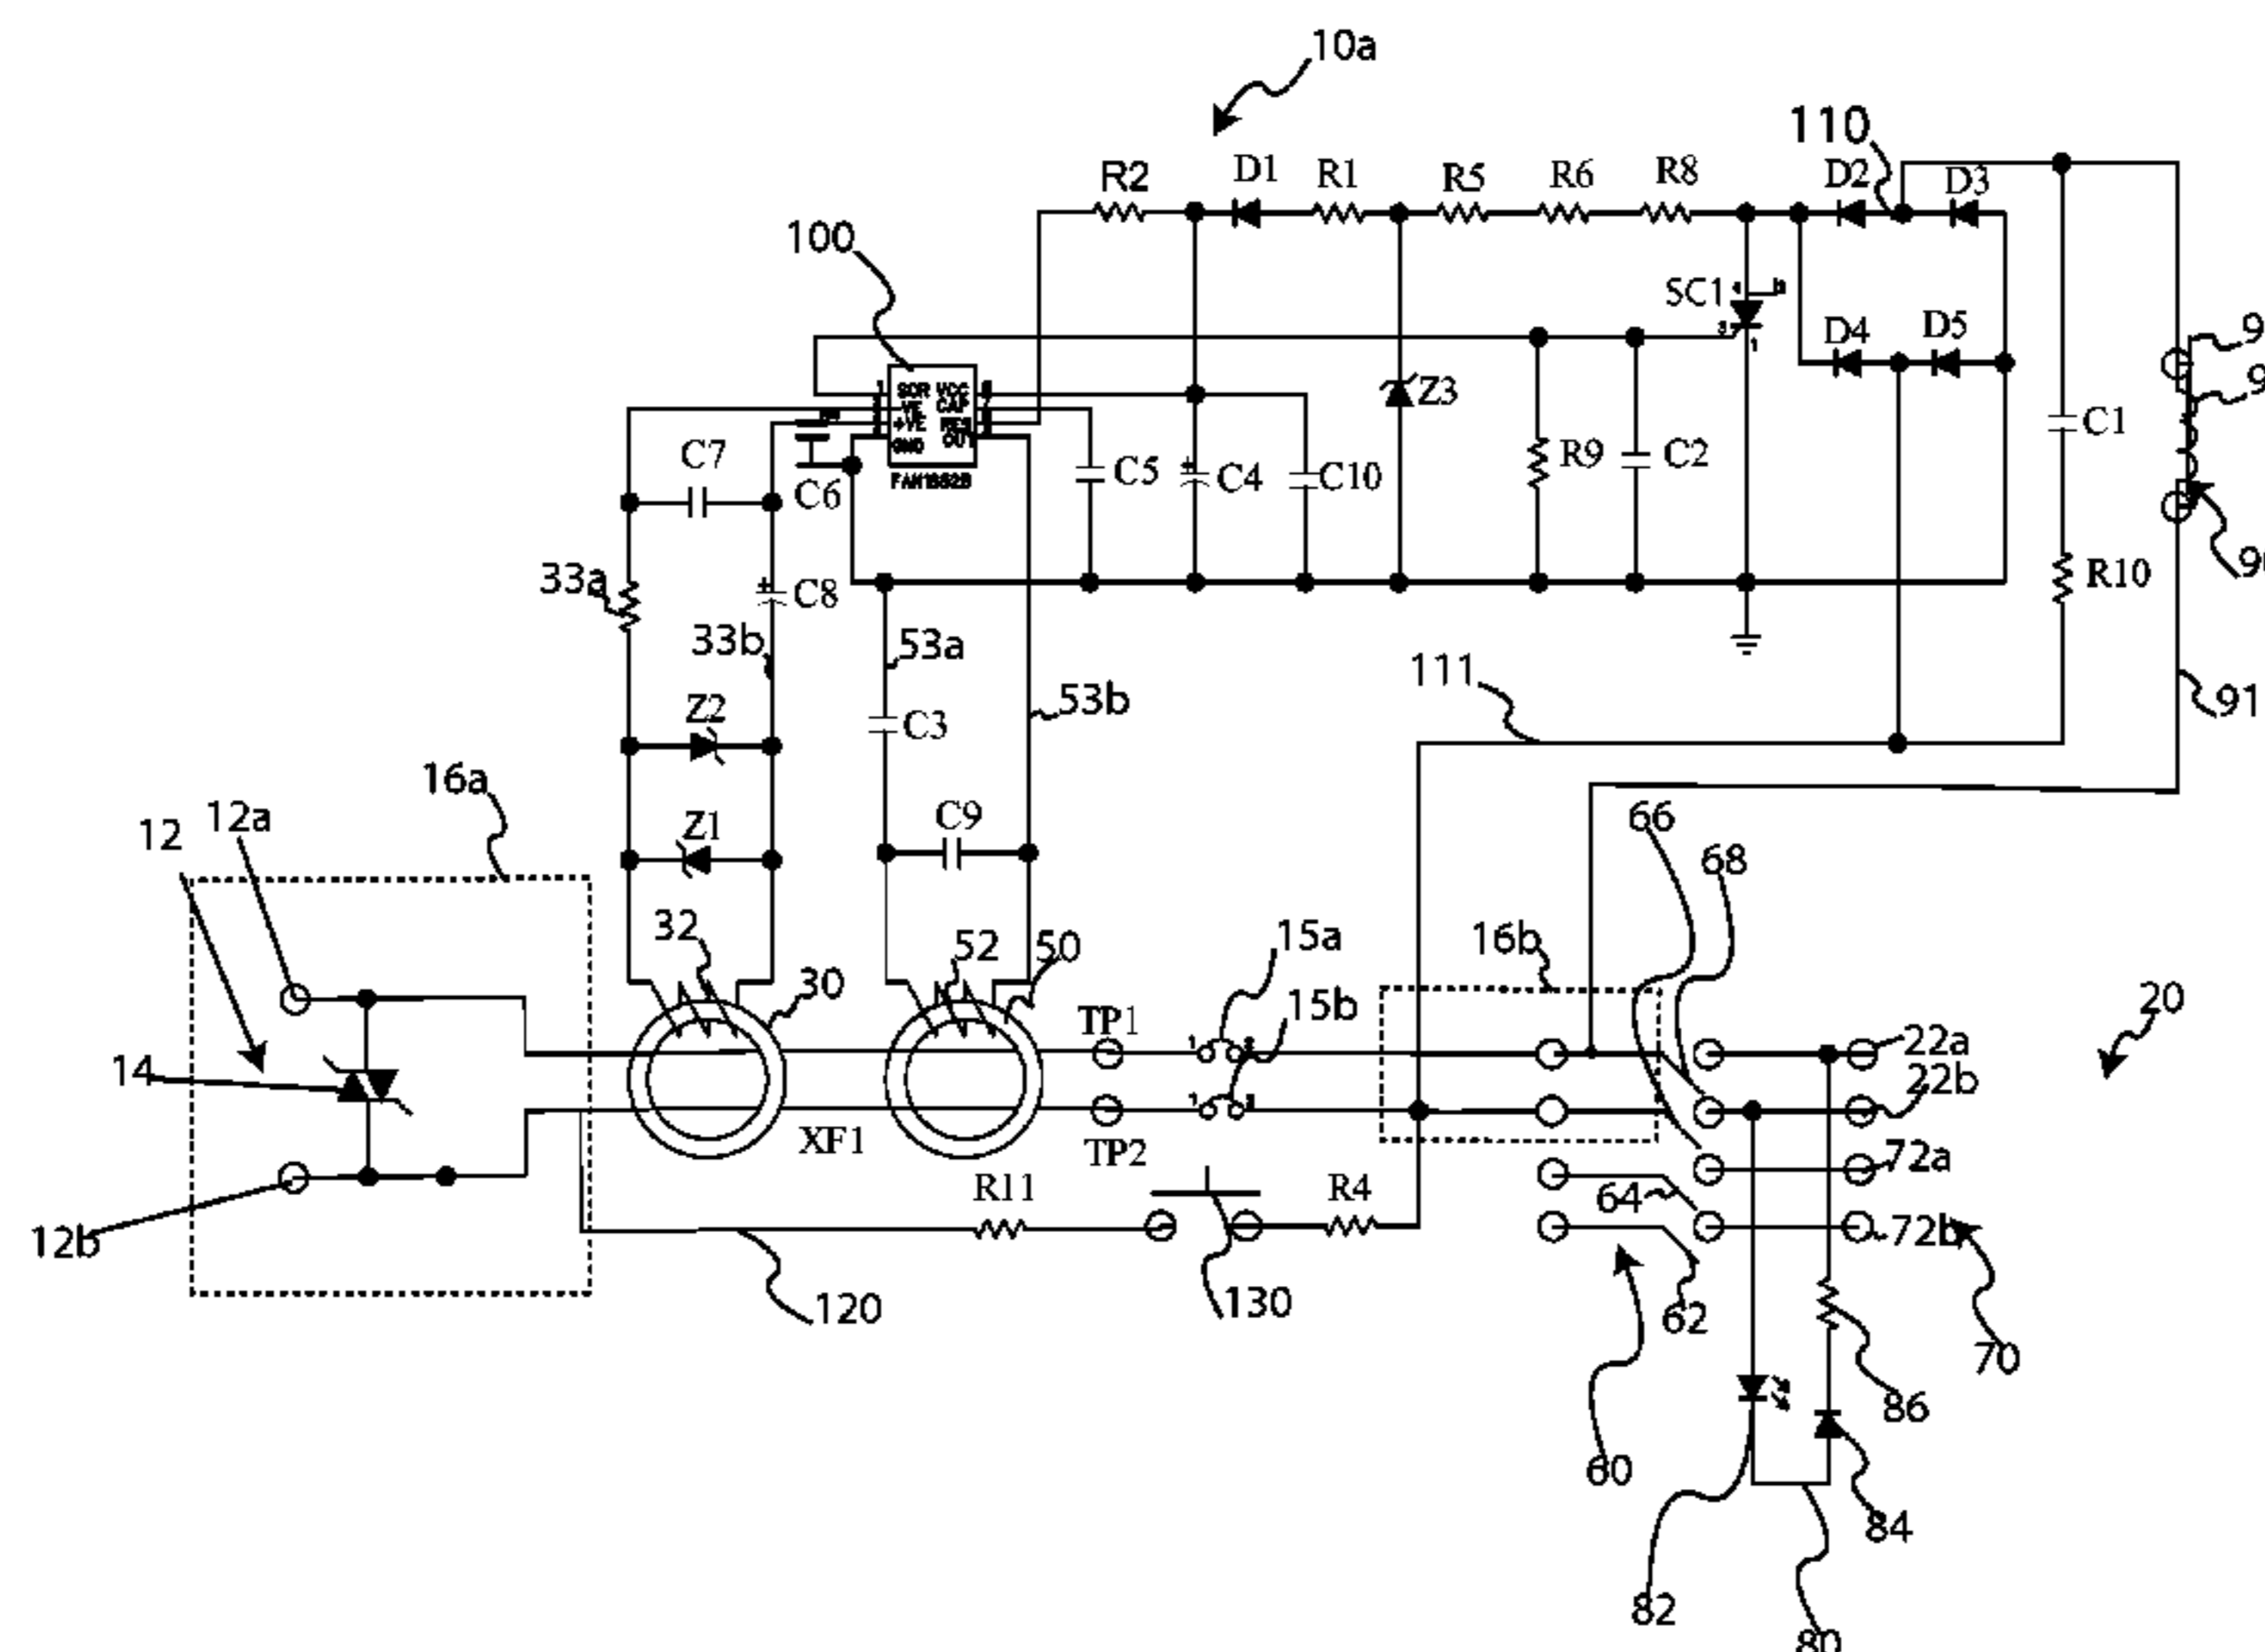 10a
110
R2
D1
R1
R5
R6
R8
D2
D3
100
SC1
D4
D5
Z3
C1
C7
C6
C5
C4
C10
R9
C2
33a
C8
R10
33b
53a
53b
111
91
Z2
C3
16a
12
12a
Z1
C9
66
68
32
30
52
50
15a
16b
15b
TP1
20
22a
22b
14
XF1
TP2
72a
R11
R4
64
72b
12b
120
130
62
70
60
86
84
82
80
GND
VCC
+VE